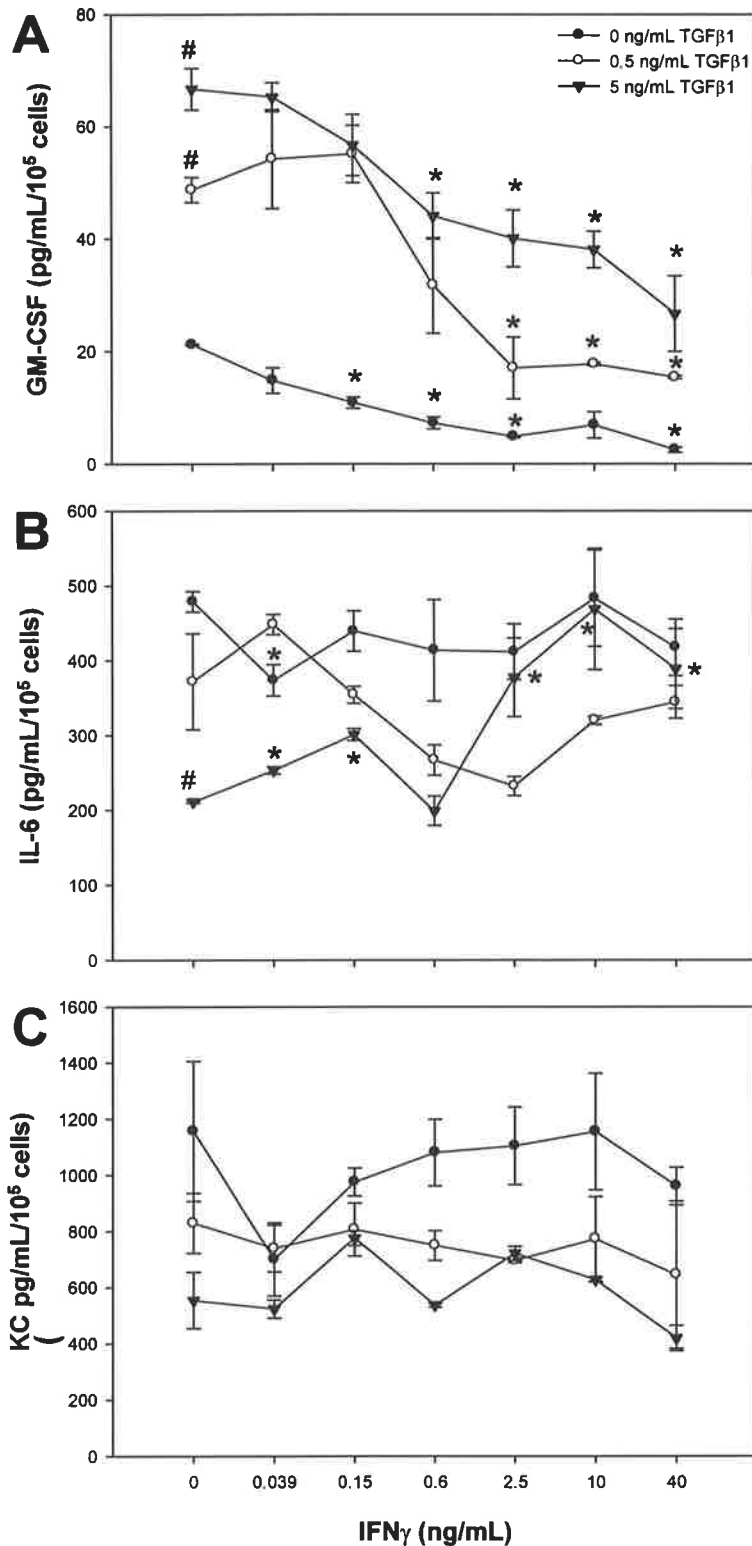 A
80
60
40
20
0
GM-CSF (pg/mL/10⁵ cells)
0 ng/mL TGFβ1
0.5 ng/mL TGFβ1
5 ng/mL TGFβ1
#
#
* * * *
* * *
* * * *
B
600
500
400
300
200
100
0
IL-6 (pg/mL/10⁵ cells)
#
*
*
*
*
*
*
C
1600
1400
1200
1000
800
600
400
200
0
KC pg/mL/10⁵ cells)
(
0 0.039 0.15 0.6 2.5 10 40
IFNγ (ng/mL)